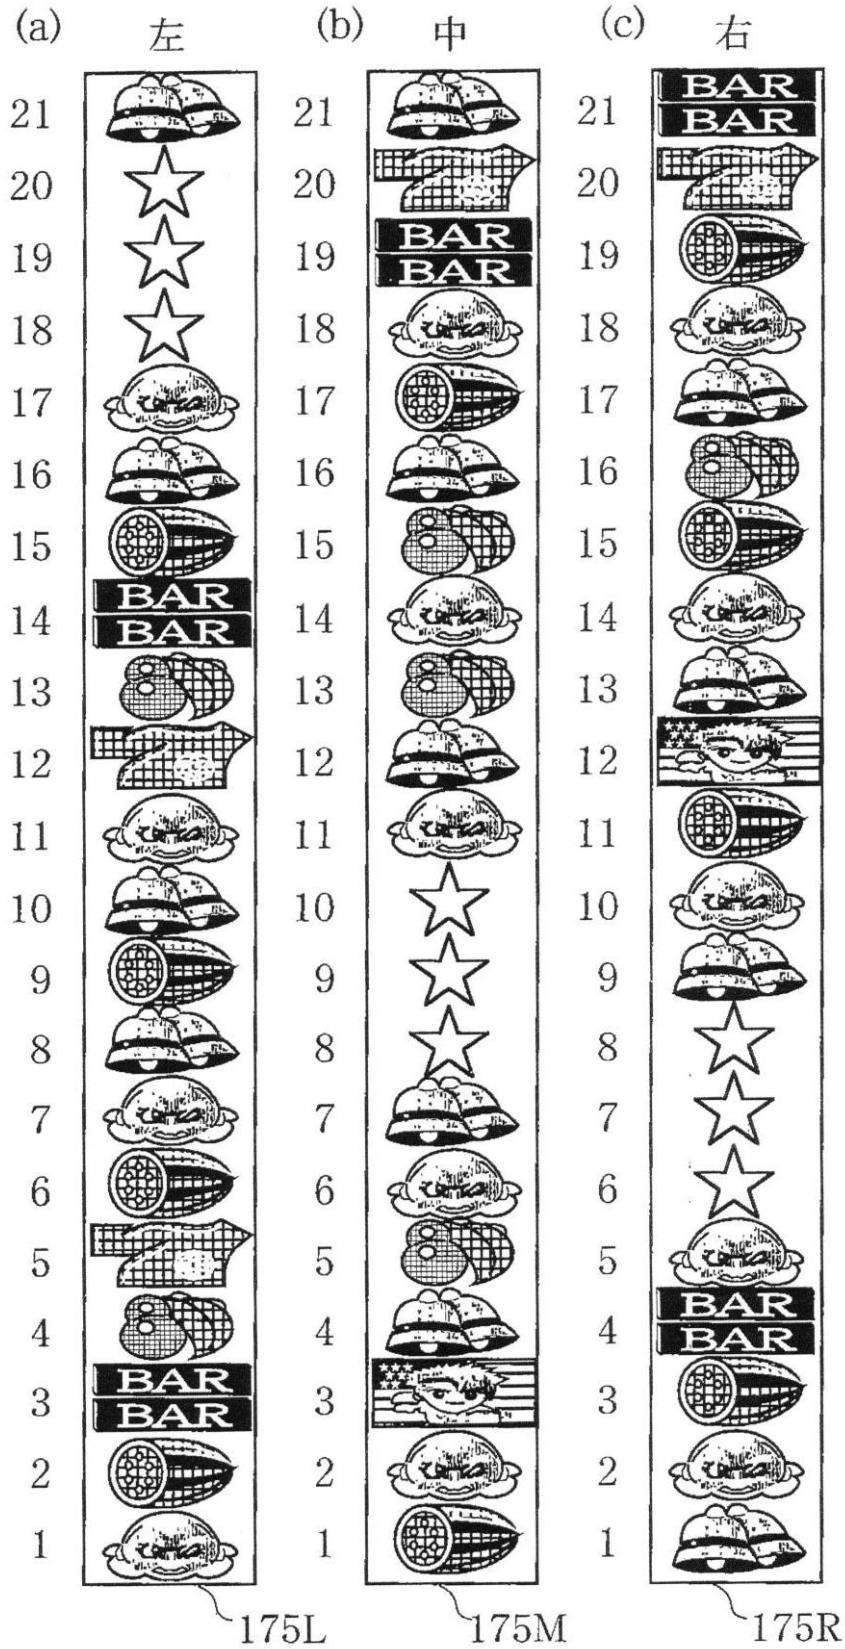 (a) 左 (b) 中 (c) 右
21 21 21 BAR
BAR
20 20 20
19 19 BAR 19
BAR
18 18 18
17 17 17
16 16 16
15 15 15
14 BAR 14 14
BAR
13 13 13
12 12 12
11 11 11
10 10 10
9 9 9
8 8 8
7 7 7
6 6 6
5 5 5
4 4 4 BAR
BAR
3 BAR 3 3
BAR
2 2 2
1 1 1
175L 175M 175R